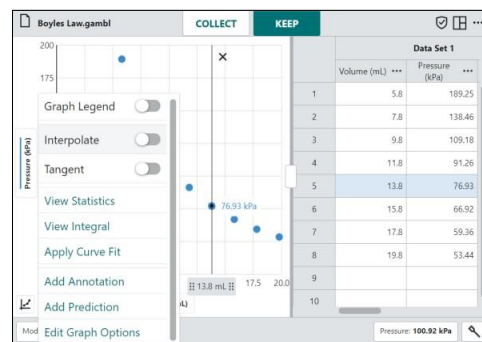 Boyles Law.gambl
COLLECT
KEEP
200
175
Pressure (kPa)
Graph Legend
Interpolate
Tangent
View Statistics
View Integral
Apply Curve Fit
Add Annotation
Add Prediction
Edit Graph Options
76.93 kPa
13.8 mL
17.5 20.0
Data Set 1
Volume (mL) Pressure (kPa)
1 5.8 189.25
2 7.8 138.46
3 9.8 109.18
4 11.8 91.26
5 13.8 76.93
6 15.8 66.92
7 17.8 59.36
8 19.8 53.44
9
10
Pressure: 100.92 kPa